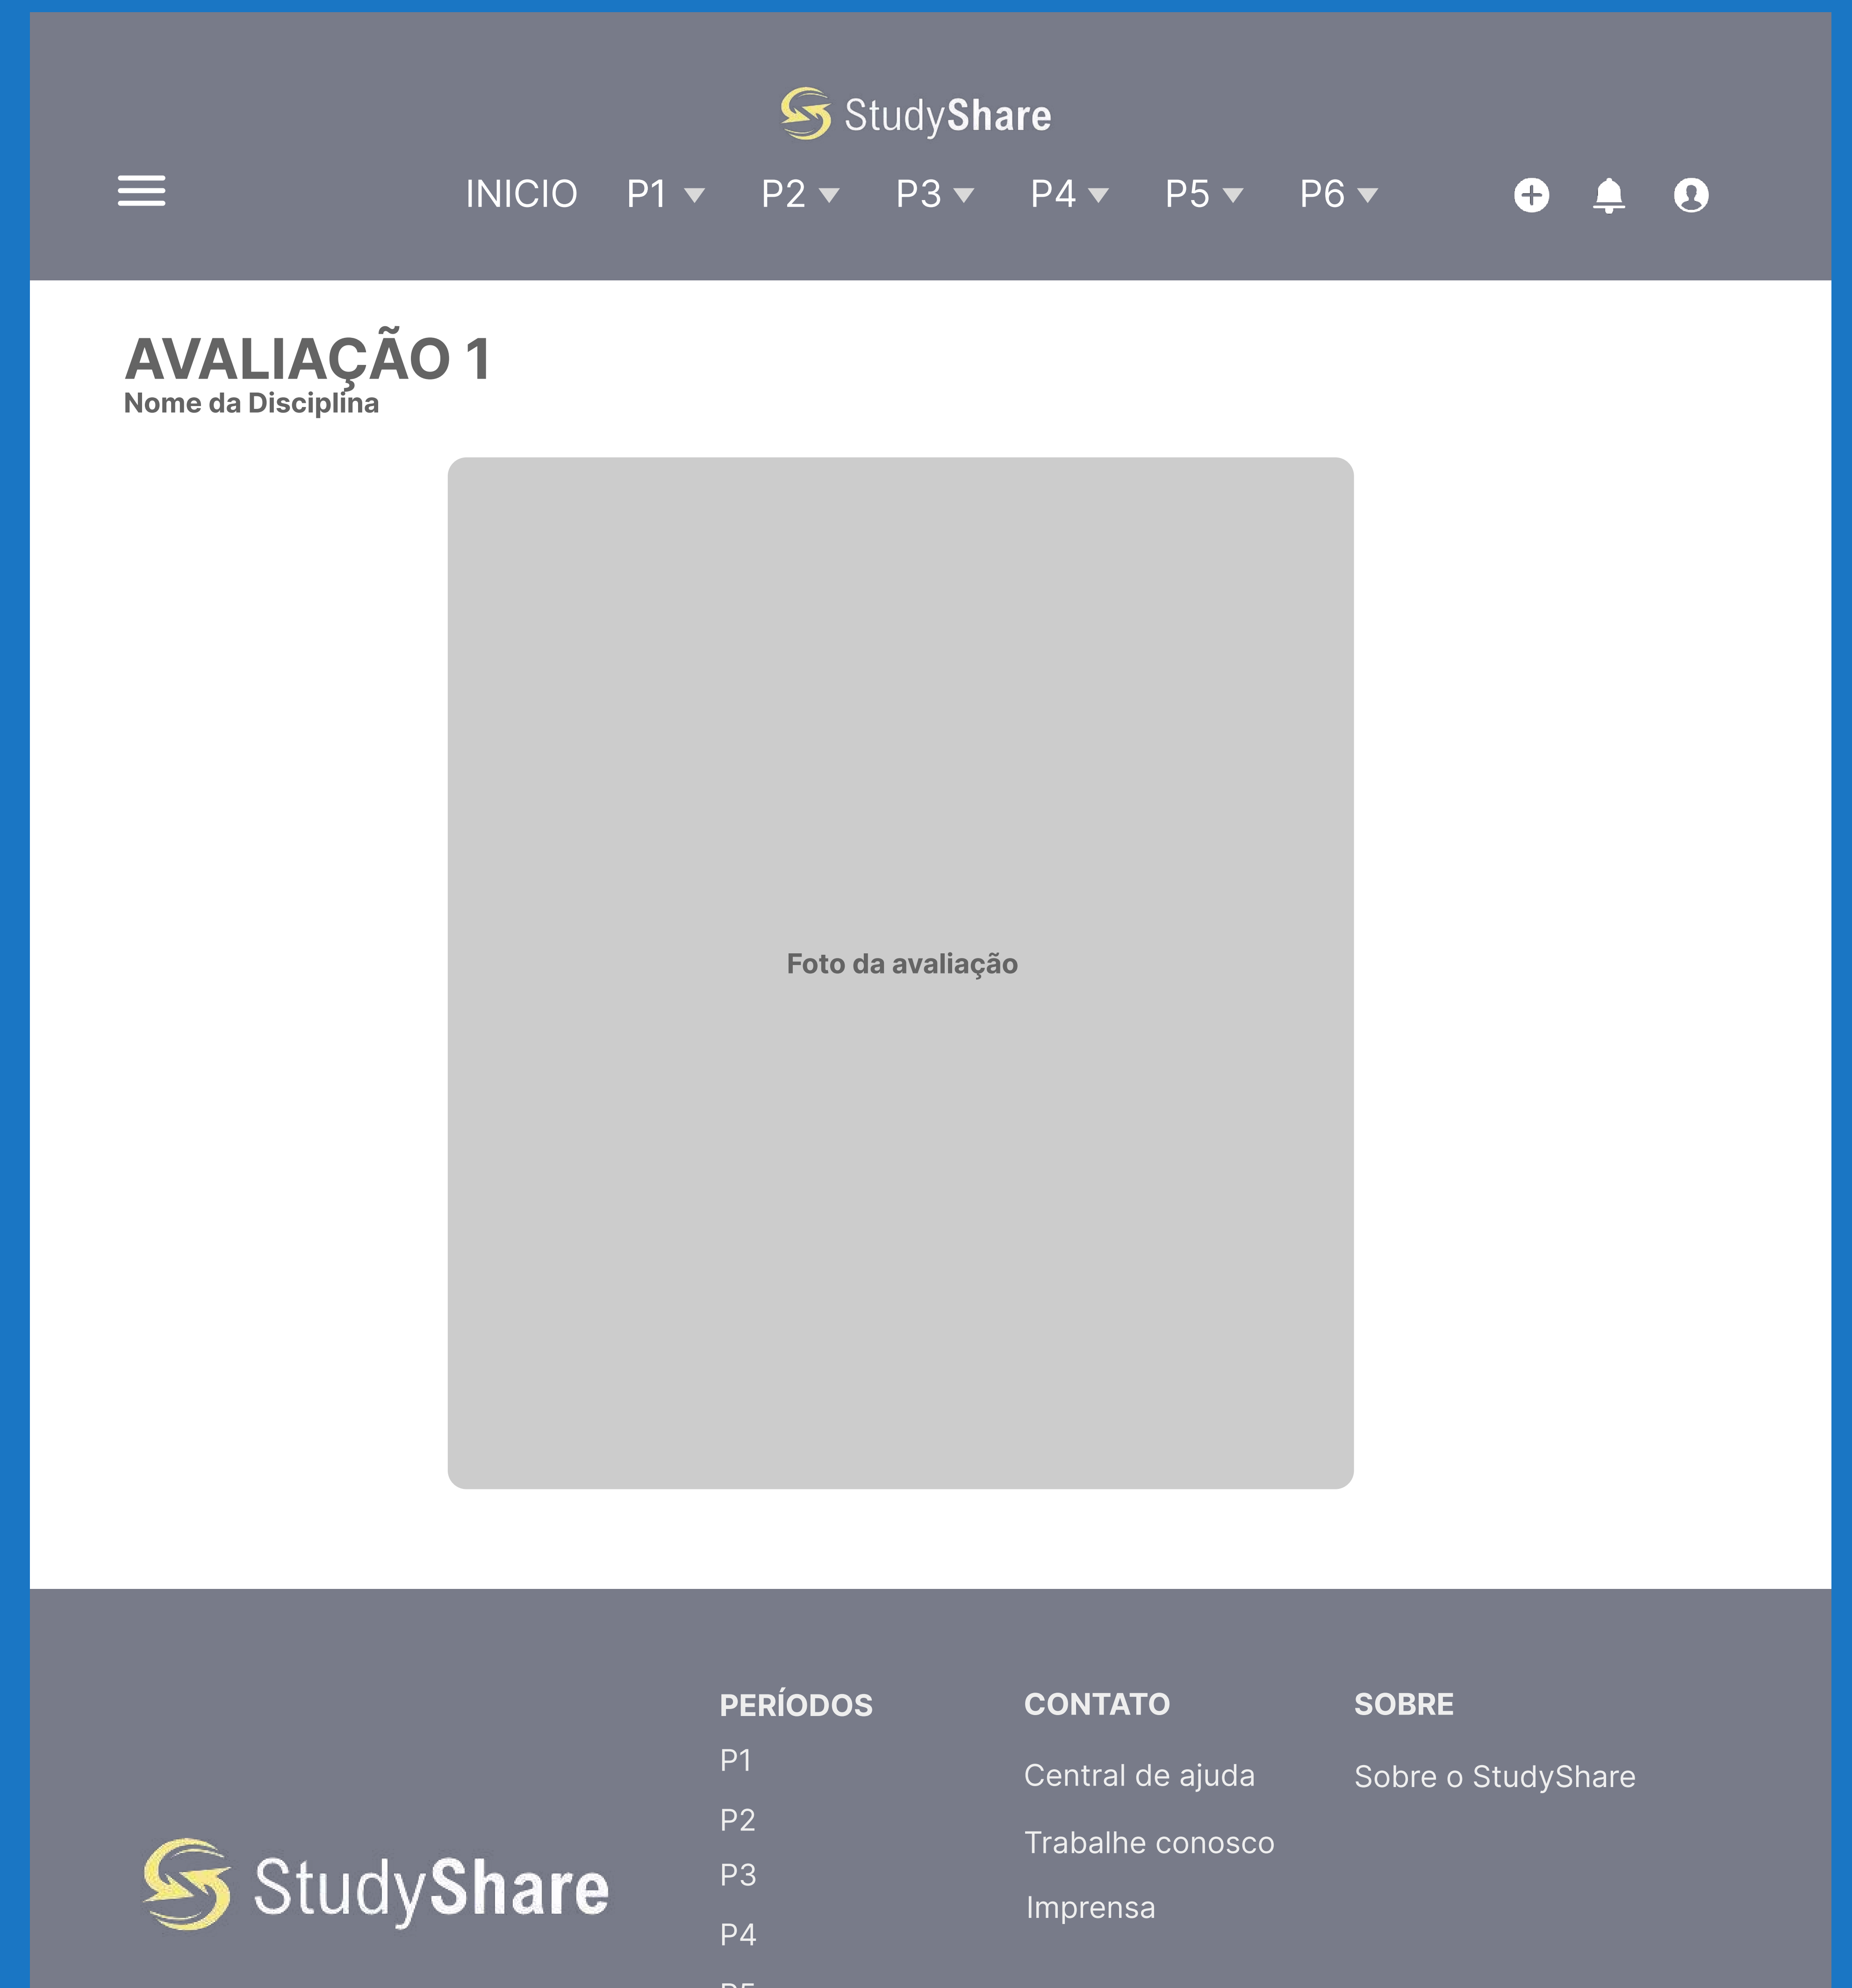 StudyShare
INICIO P1 P2 P3 P4 P5 P6
AVALIAÇÃO 1
Nome da Disciplina
Foto da avaliação
PERÍODOS
P1
P2
P3
P4
CONTATO
Central de ajuda
Trabalhe conosco
Imprensa
SOBRE
Sobre o StudyShare
StudyShare